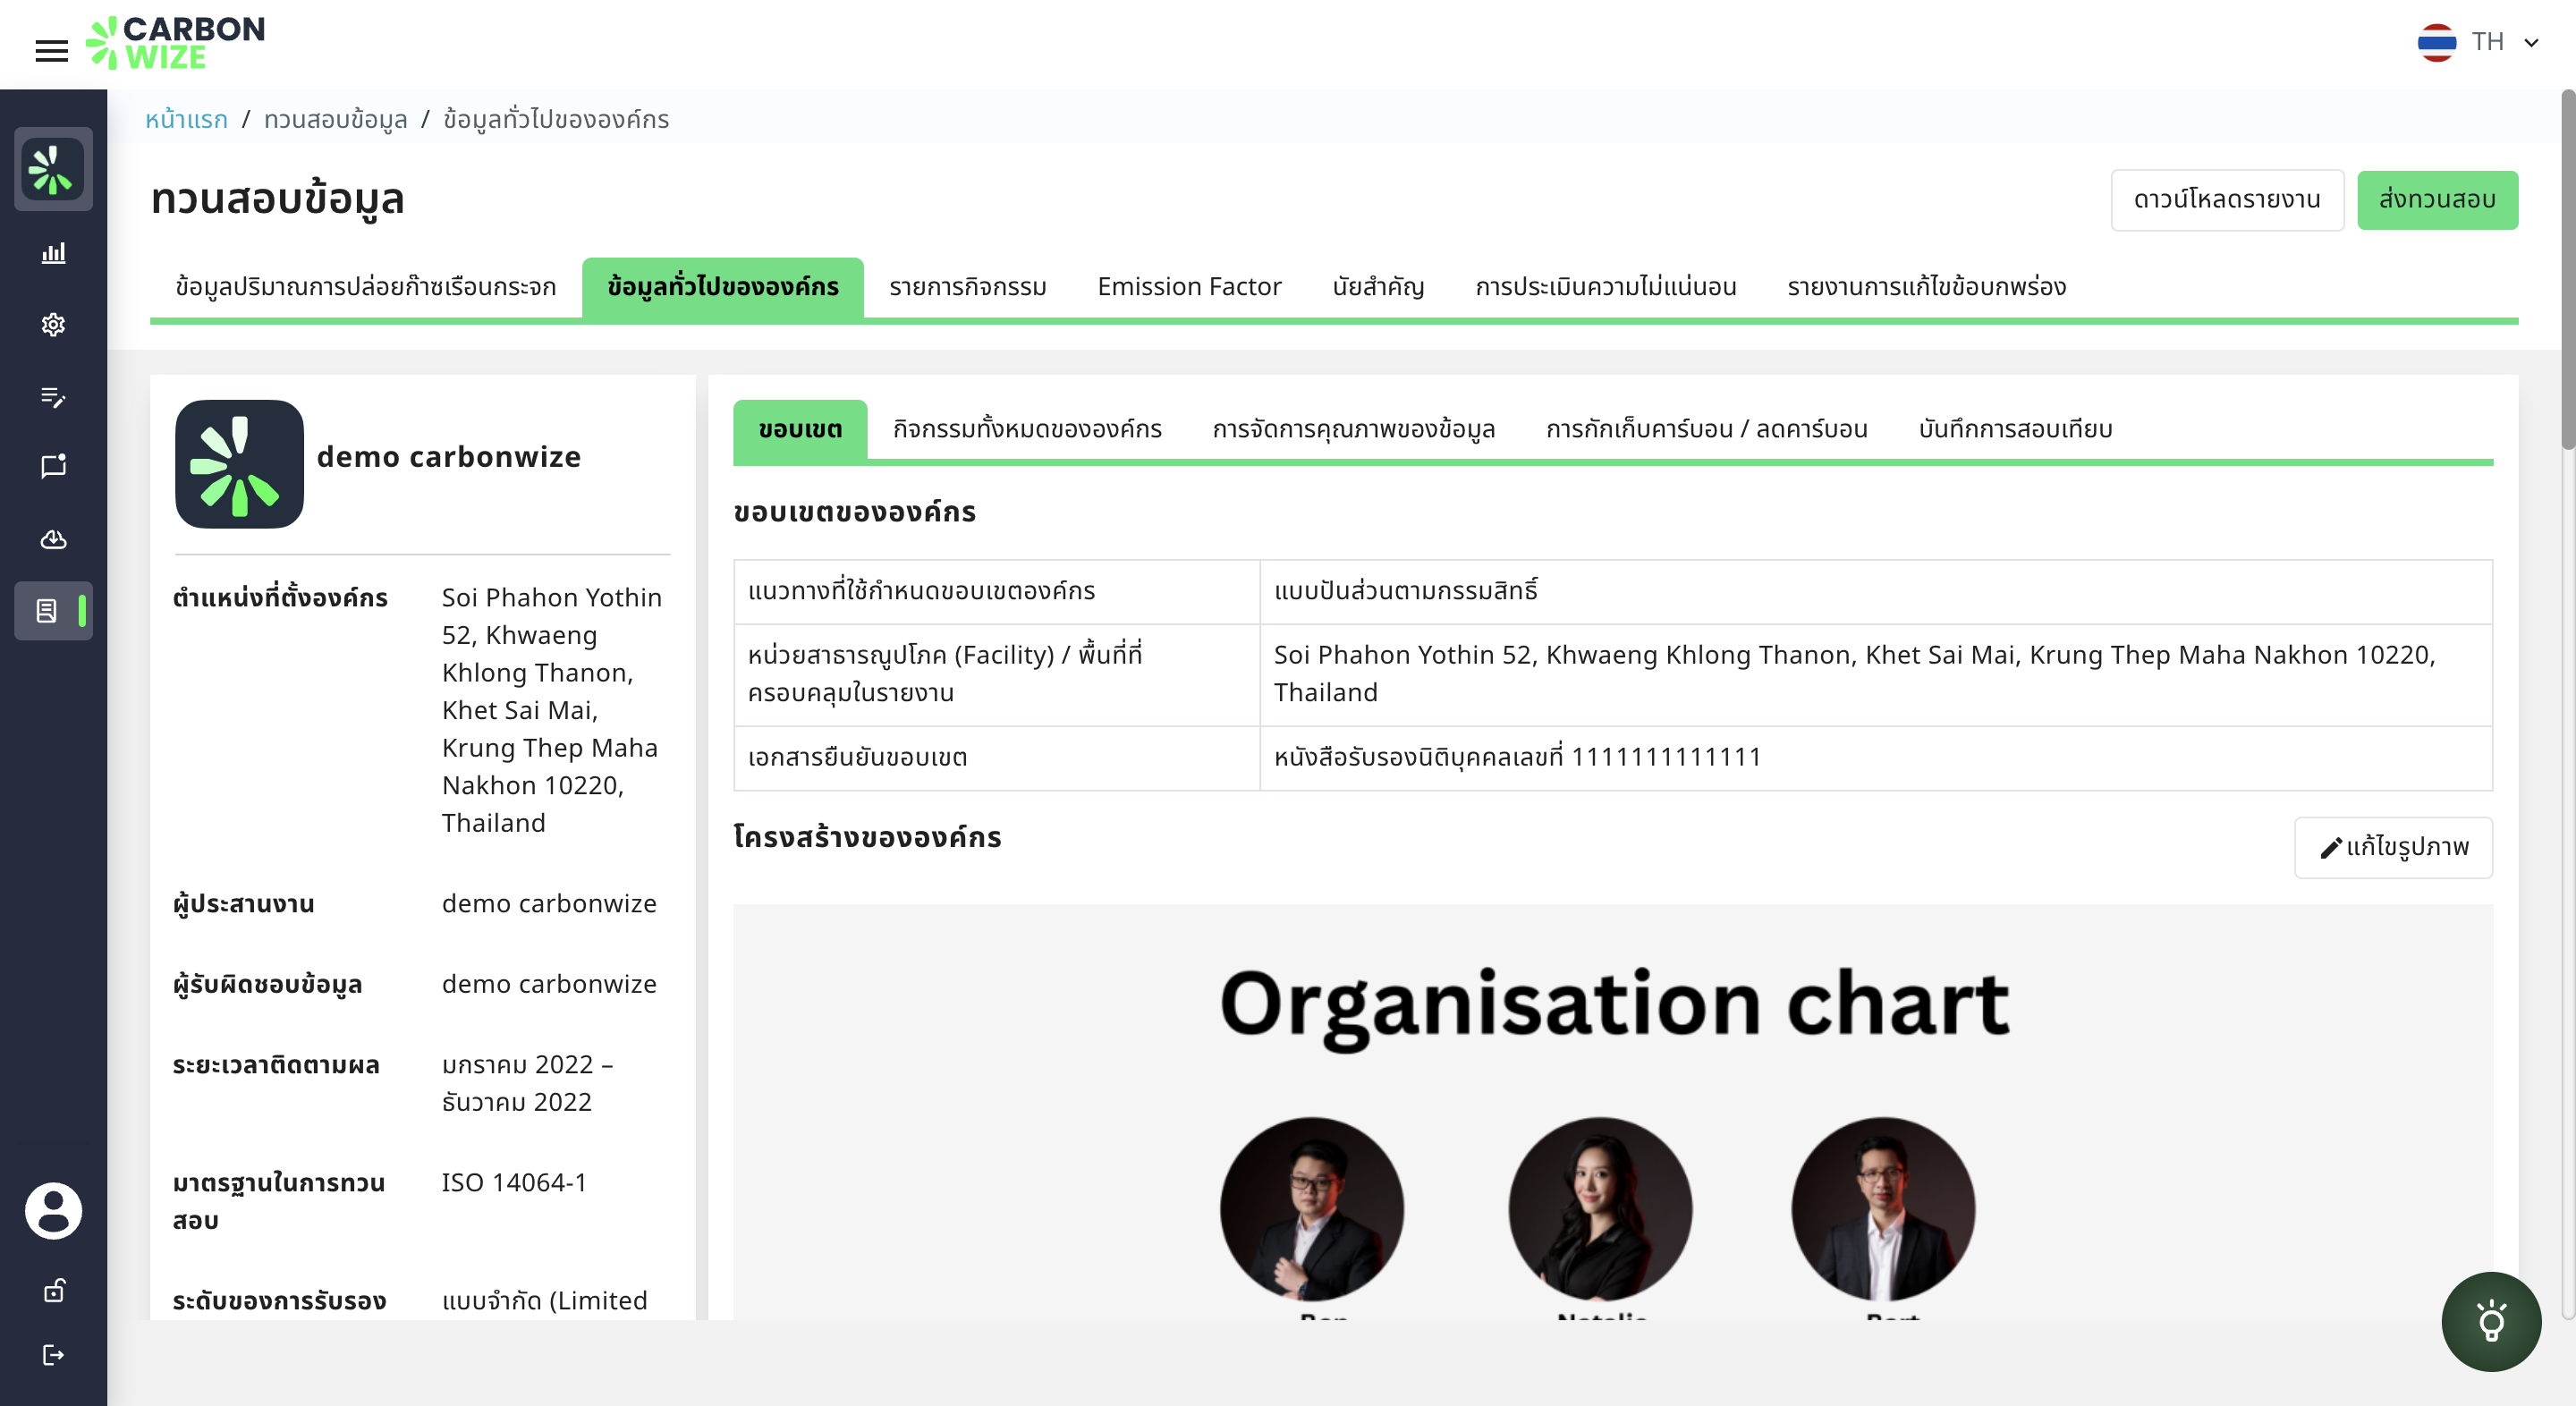 CARBON
WIZE
TH
หน้าแรก / ทวนสอบข้อมูล / ข้อมูลทั่วไปขององค์กร
ทวนสอบข้อมูล
ดาวน์โหลดรายงาน
ส่งทวนสอบ
ข้อมูลปริมาณการปล่อยก๊าซเรือนกระจก
ข้อมูลทั่วไปขององค์กร
รายการกิจกรรม
Emission Factor
นัยสำคัญ
การประเมินความไม่แน่นอน
รายงานการแก้ไขข้อบกพร่อง
demo carbonwize
ตำแหน่งที่ตั้งองค์กร
Soi Phahon Yothin
52, Khwaeng
Khlong Thanon,
Khet Sai Mai,
Krung Thep Maha
Nakhon 10220,
Thailand
ผู้ประสานงาน
demo carbonwize
ผู้รับผิดชอบข้อมูล
demo carbonwize
ระยะเวลาติดตามผล
มกราคม 2022 –
ธันวาคม 2022
มาตรฐานในการทวน
สอบ
ISO 14064-1
ระดับของการรับรอง
แบบจำกัด (Limited
ขอบเขต
กิจกรรมทั้งหมดขององค์กร
การจัดการคุณภาพของข้อมูล
การกักเก็บคาร์บอน / ลดคาร์บอน
บันทึกการสอบเทียบ
ขอบเขตขององค์กร
แนวทางที่ใช้กำหนดขอบเขตองค์กร
แบบปันส่วนตามกรรมสิทธิ์
หน่วยสาธารณูปโภค (Facility) / พื้นที่ที่
ครอบคลุมในรายงาน
Soi Phahon Yothin 52, Khwaeng Khlong Thanon, Khet Sai Mai, Krung Thep Maha Nakhon 10220,
Thailand
เอกสารยืนยันขอบเขต
หนังสือรับรองนิติบุคคลเลขที่ 1111111111111
โครงสร้างขององค์กร
แก้ไขรูปภาพ
Organisation chart
Natalie